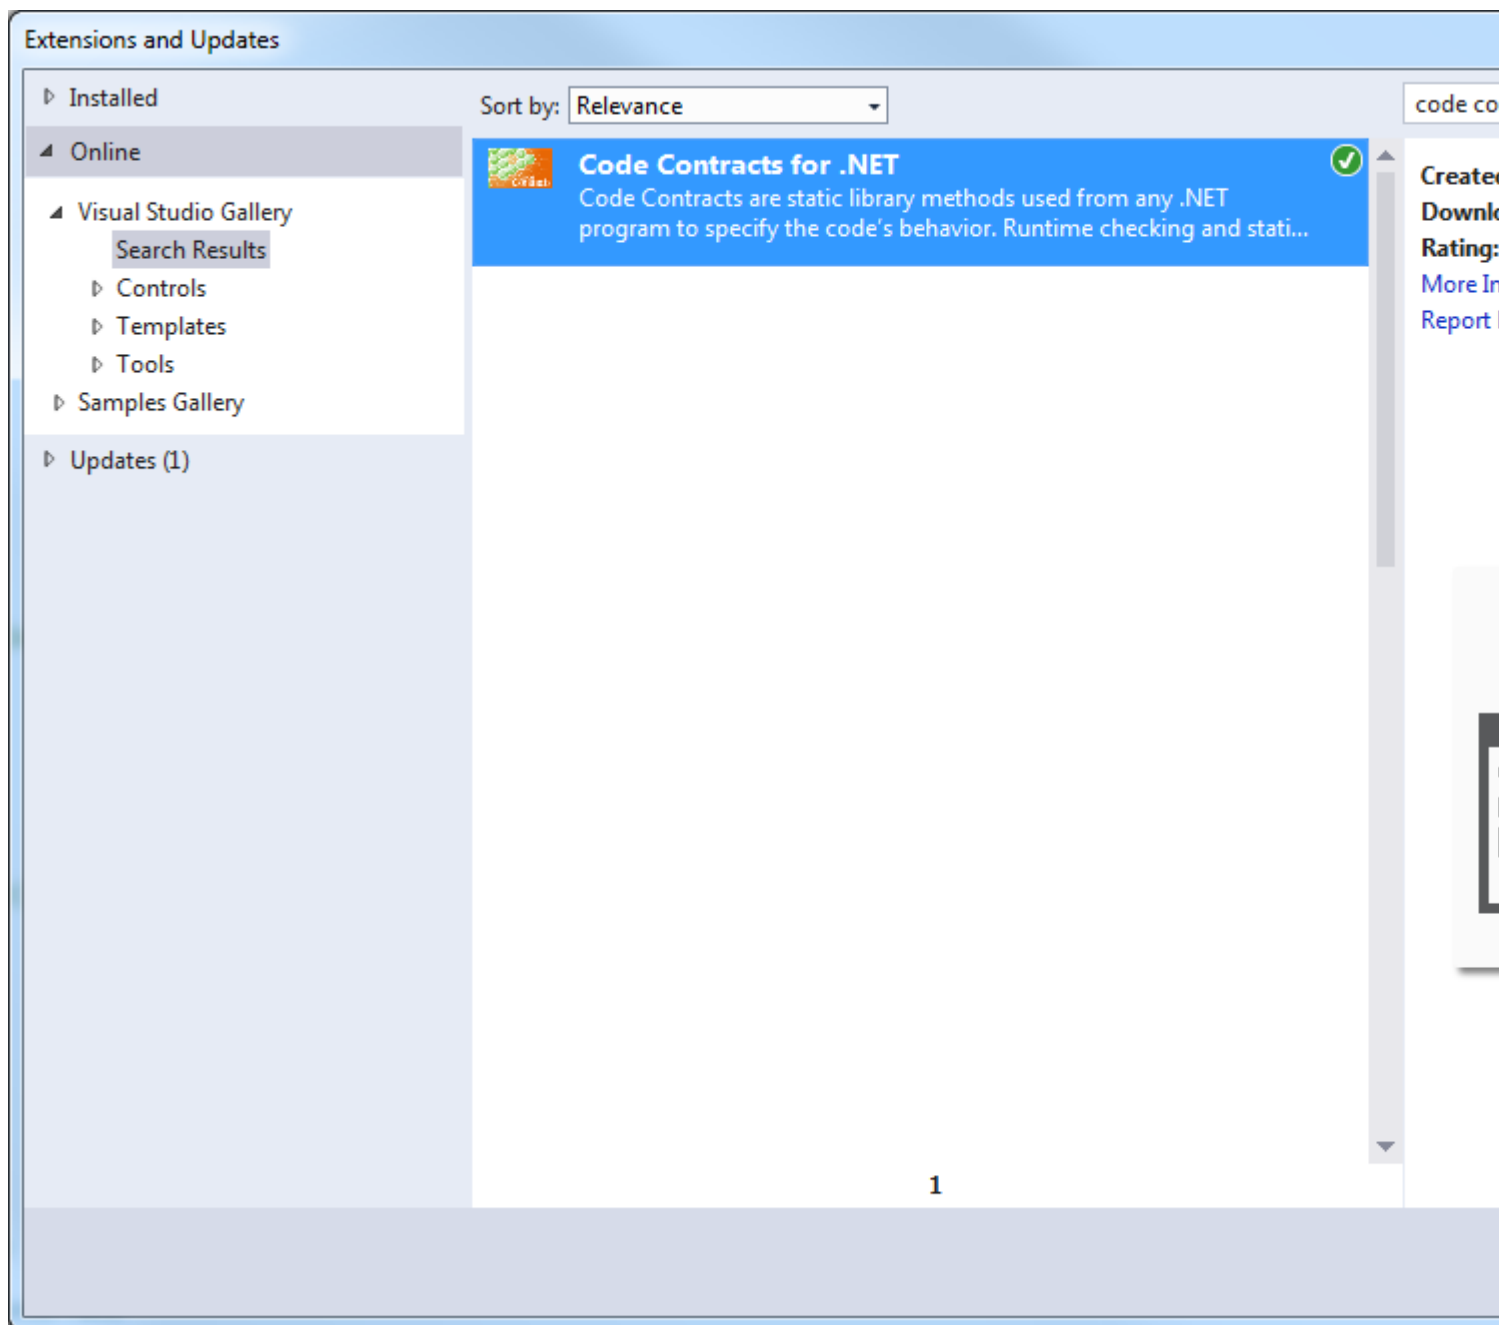 Extensions and Updates
Installed
Online
Visual Studio Gallery
Search Results
Controls
Templates
Tools
Samples Gallery
Updates (1)
Sort by: Relevance
Code Contracts for .NET
Code Contracts are static library methods used from any .NET
program to specify the code's behavior. Runtime checking and stati...
1
code co
Create
Downl
Rating:
More I
Report